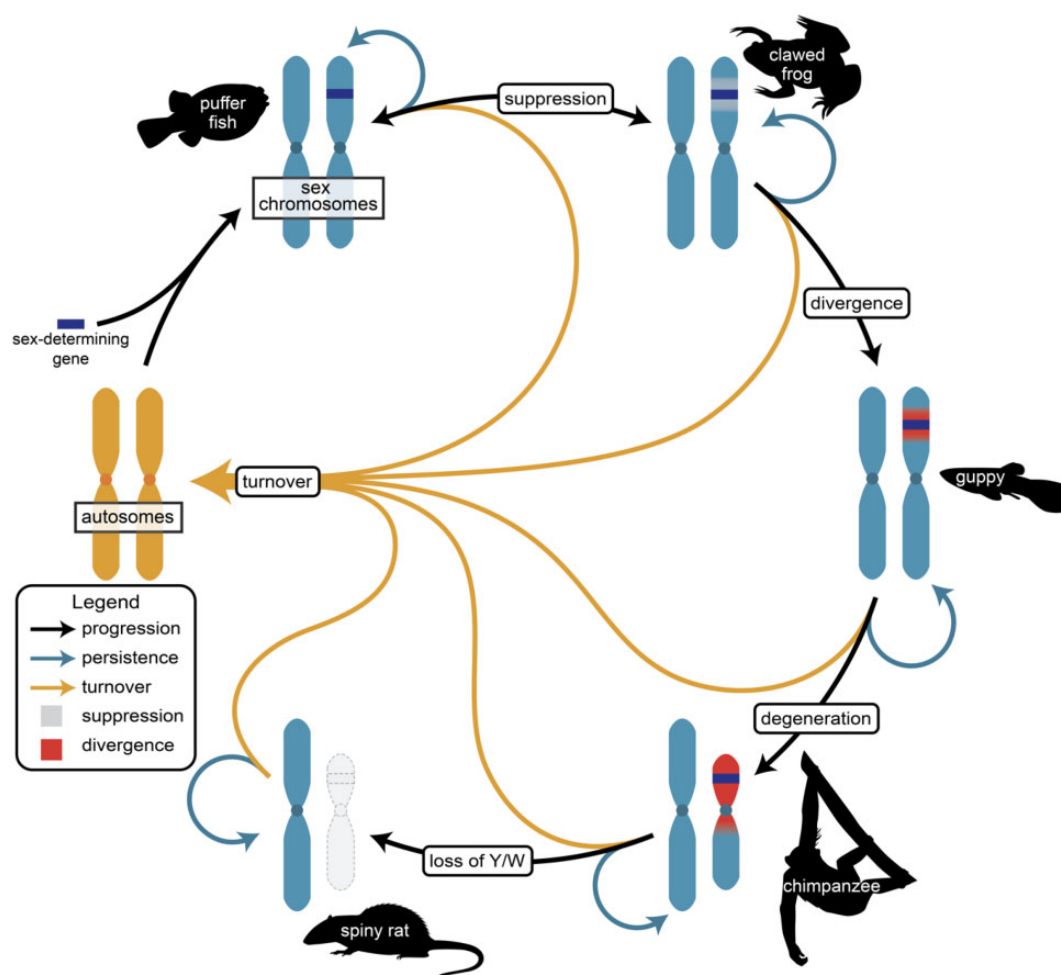 puffer
fish
sex
chromosomes
suppression
clawed
frog
divergence
sex-determining
gene
turnover
autosomes
guppy
Legend
progression
persistence
turnover
suppression
divergence
degeneration
loss of Y/W
chimpanzee
spiny rat